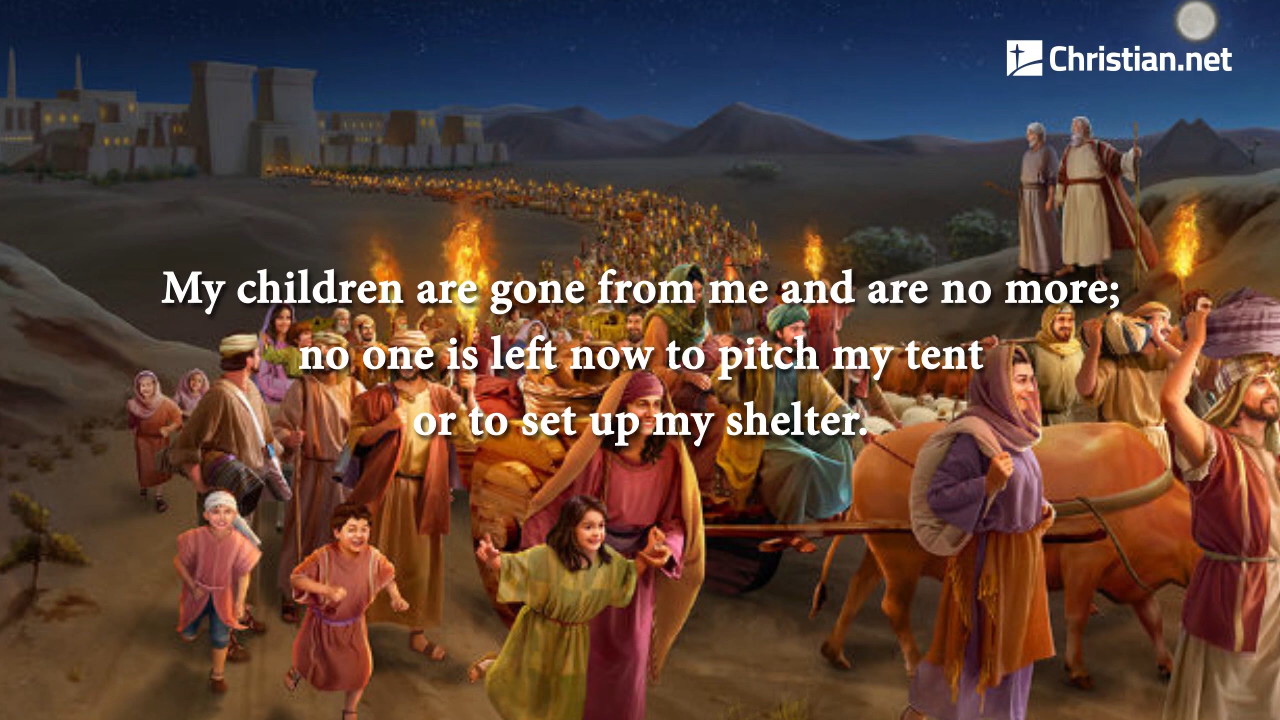 Christian.net
My children are gone from me and are no more;
no one is left now to pitch my tent
or to set up my shelter.